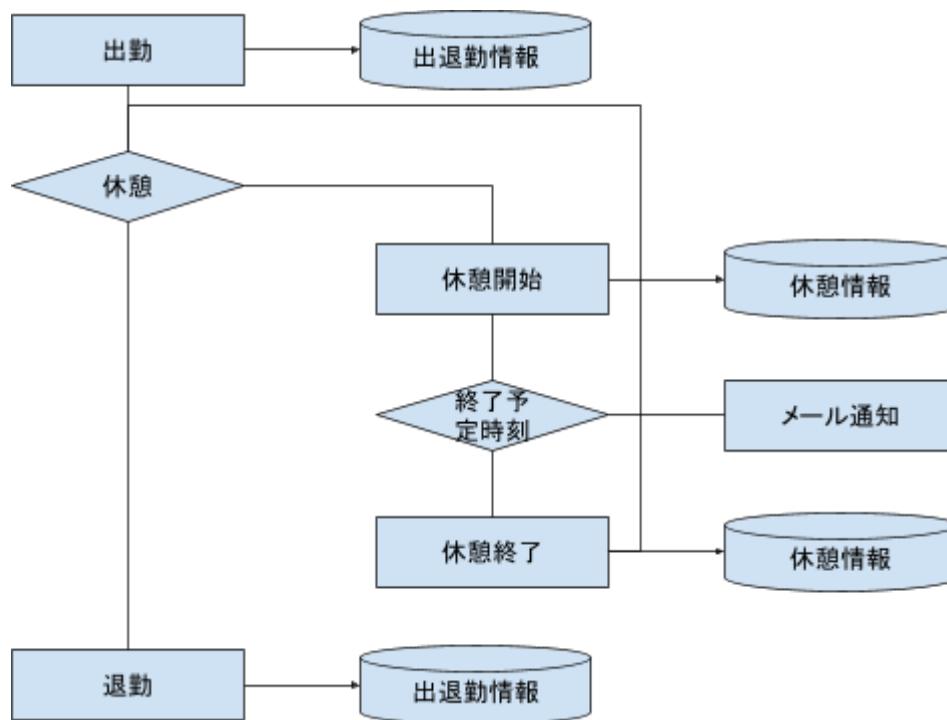 出勤
出退勤情報
休憩
休憩開始
休憩情報
終了予
定時刻
メール通知
休憩終了
休憩情報
退勤
出退勤情報